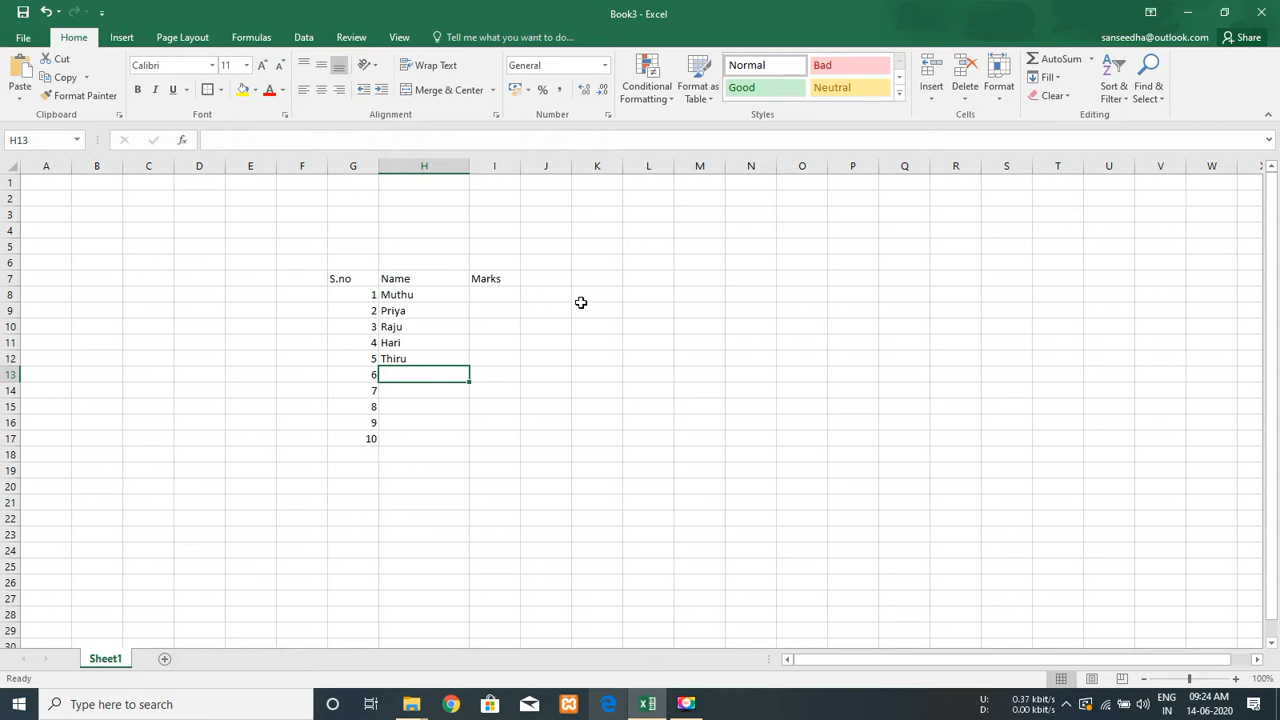 Book3 - Excel
File Home Insert Page Layout Formulas Data Review View Tell me what you want to do... sanseedha@outlook.com Share
Paste
Cut
Copy
Format Painter
Clipboard
Calibri 11
B I U
Font
Wrap Text
Merge & Center
Alignment
General
Number
Conditional Formatting
Format as Table
Normal Bad
Good Neutral
Styles
Insert Delete Format
Cells
AutoSum
Fill
Clear
Sort & Filter
Find & Select
Editing
H13 fx
A B C D E F G H I J K L M N O P Q R S T U V W
1
2
3
4
5
6
7 S.no Name Marks
8 1 Muthu
9 2 Priya
10 3 Raju
11 4 Hari
12 5 Thiru
13 6
14 7
15 8
16 9
17 10
18
19
20
21
22
23
24
25
26
27
28
29
30
Sheet1
Ready 100%
Type here to search
U: 0.37 kbit/s
D: 0.00 kbit/s
ENG
IN
09:24 AM
14-06-2020